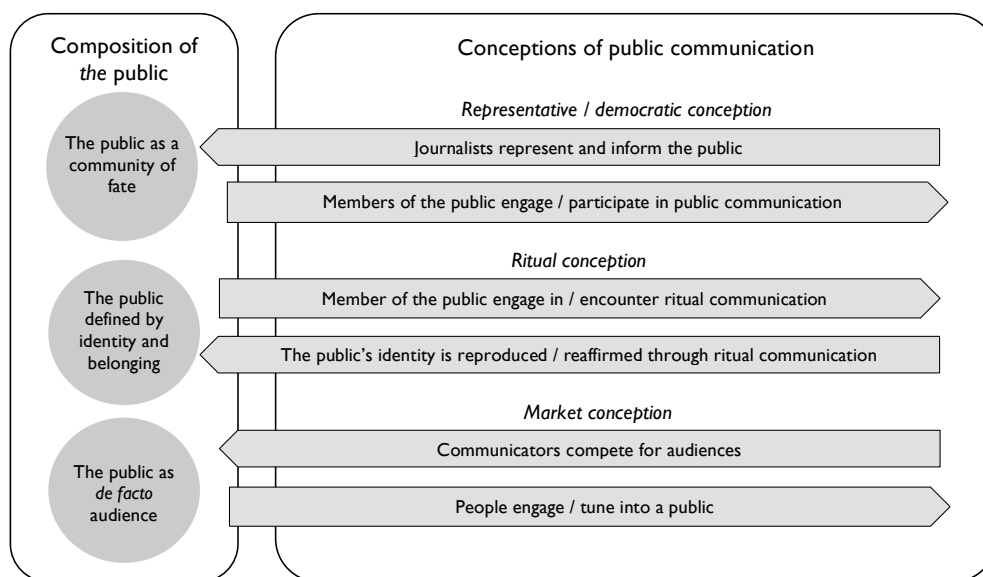 Composition of
the public
Conceptions of public communication
The public as a
community of
fate
Representative / democratic conception
Journalists represent and inform the public
Members of the public engage / participate in public communication
The public
defined by
identity and
belonging
Ritual conception
Member of the public engage in / encounter ritual communication
The public’s identity is reproduced / reaffirmed through ritual communication
The public as
de facto
audience
Market conception
Communicators compete for audiences
People engage / tune into a public